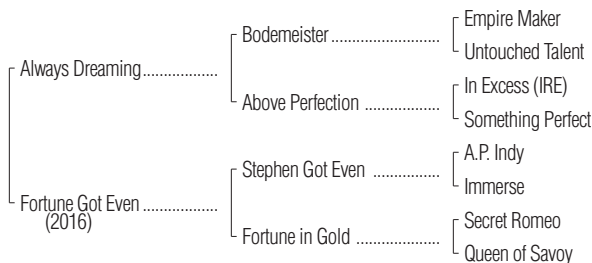 Empire Maker
Bodemeister........................
Untouched Talent
Always Dreaming.................
In Excess (IRE)
Above Perfection .................
Something Perfect
A.P. Indy
Stephen Got Even ...............
Immerse
Fortune Got Even .................
(2016)
Secret Romeo
Fortune in Gold ...................
Queen of Savoy